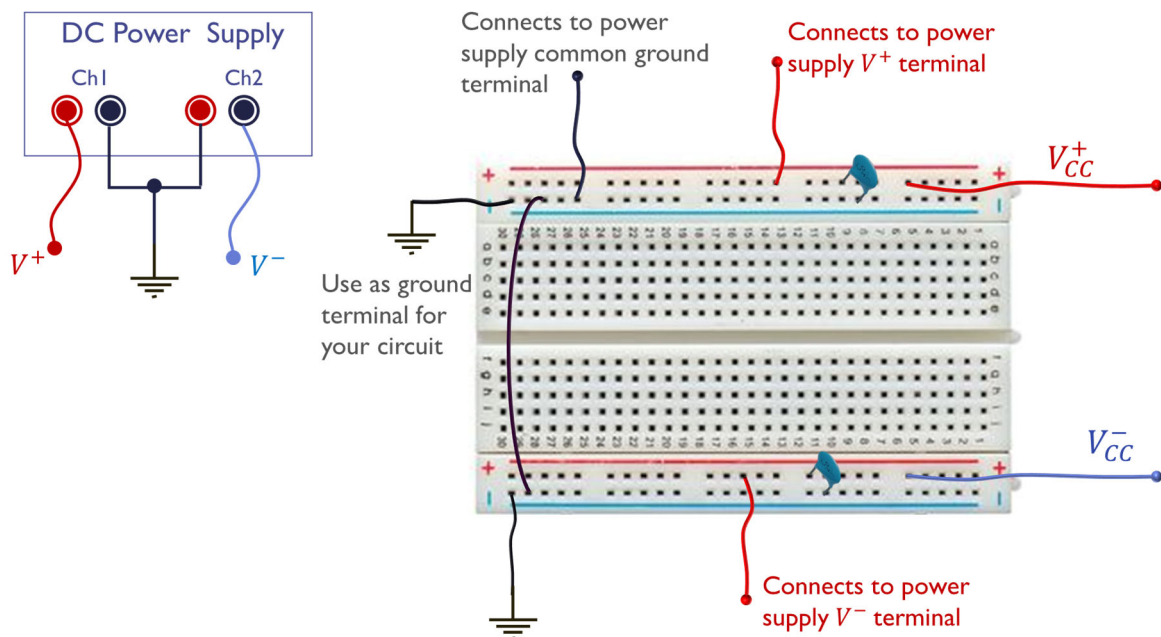 DC Power Supply
Ch1
Ch2
V+
V−
Connects to power
supply common ground
terminal
Connects to power
supply V+ terminal
V+CC
Use as ground
terminal for
your circuit
+
−
+
−
a
b
c
d
e
a
b
c
d
e
f
g
h
i
j
f
g
h
i
j
V−CC
+
−
+
−
Connects to power
supply V− terminal